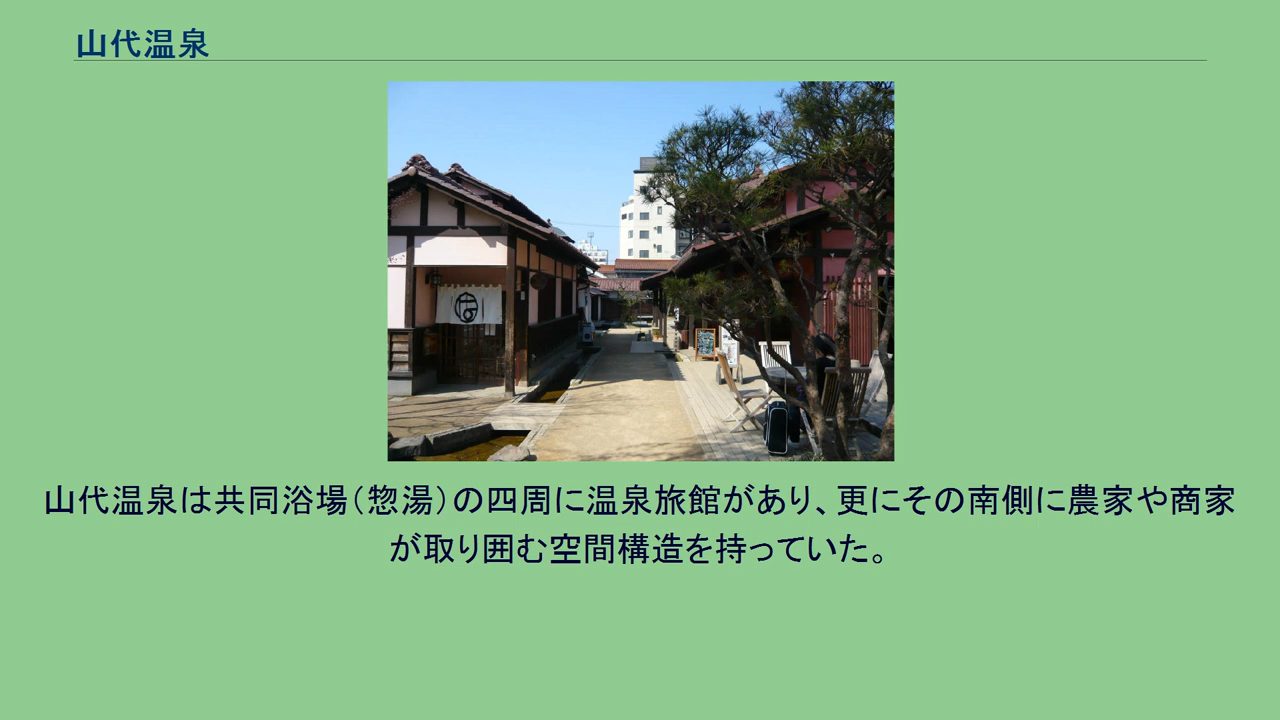 山代温泉
山代温泉は共同浴場（惣湯）の四周に温泉旅館があり、更にその南側に農家や商家
が取り囲む空間構造を持っていた。